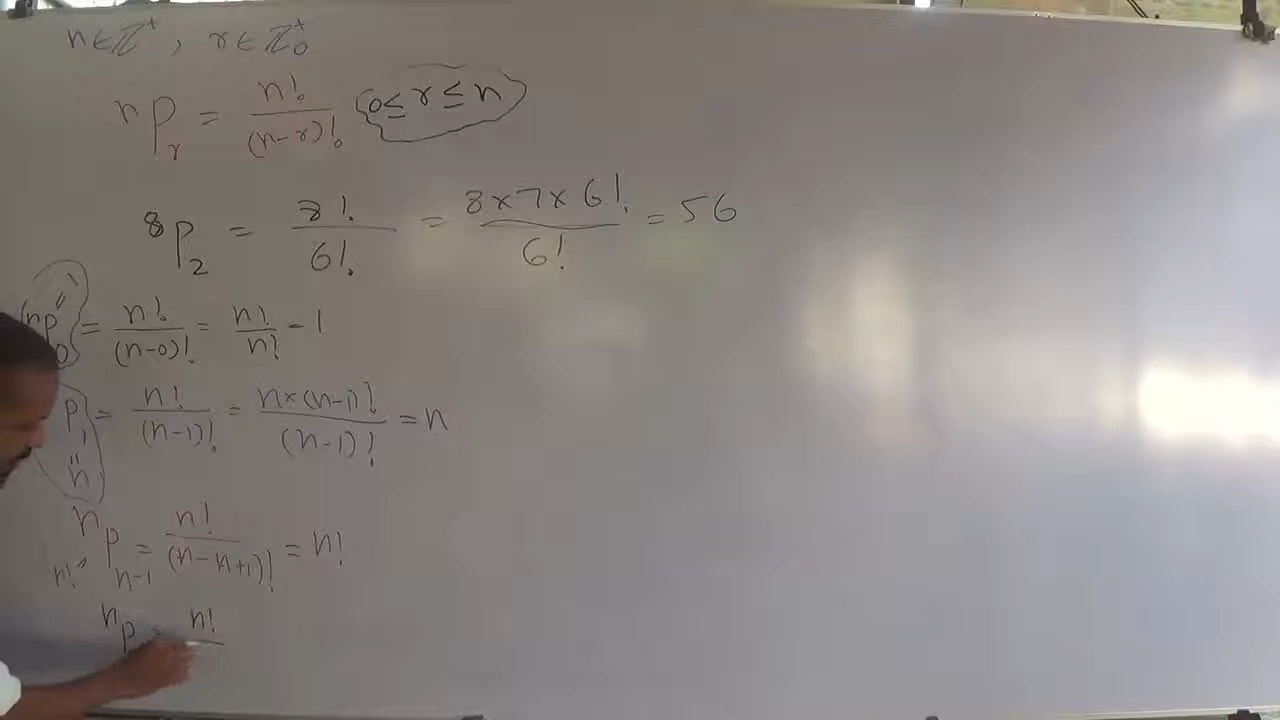 n∈ℤ⁺, r∈ℤ₀⁺
ⁿPᵣ = n!/(n-r)! (0≤r≤n)
⁸P₂ = 8!/6! = 8×7×6!/6! = 56
ⁿP₀ = n!/(n-0)! = n!/n! = 1
P₁ = n!/(n-1)! = n×(n-1)!/(n-1)! = n
" n
ⁿPₙ₋₁ = n!/(n-n+1)! = n!
n!"
ⁿP = n!